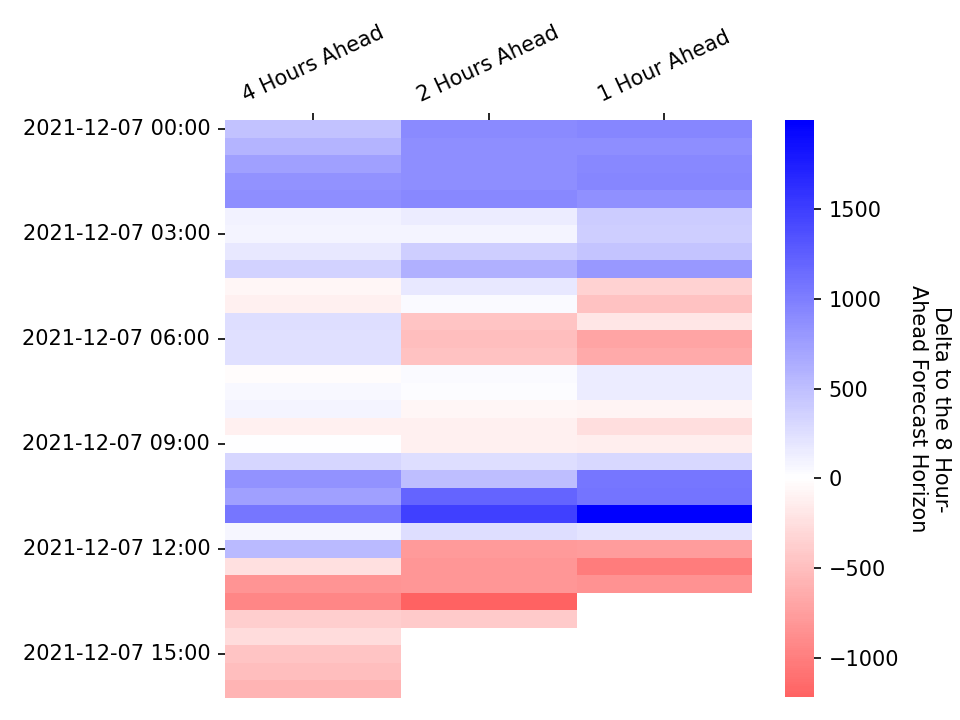 4 Hours Ahead
2 Hours Ahead
1 Hour Ahead
2021-12-07 00:00
2021-12-07 03:00
2021-12-07 06:00
2021-12-07 09:00
2021-12-07 12:00
2021-12-07 15:00
1500
1000
500
0
−500
−1000
Delta to the 8 Hour-
Ahead Forecast Horizon